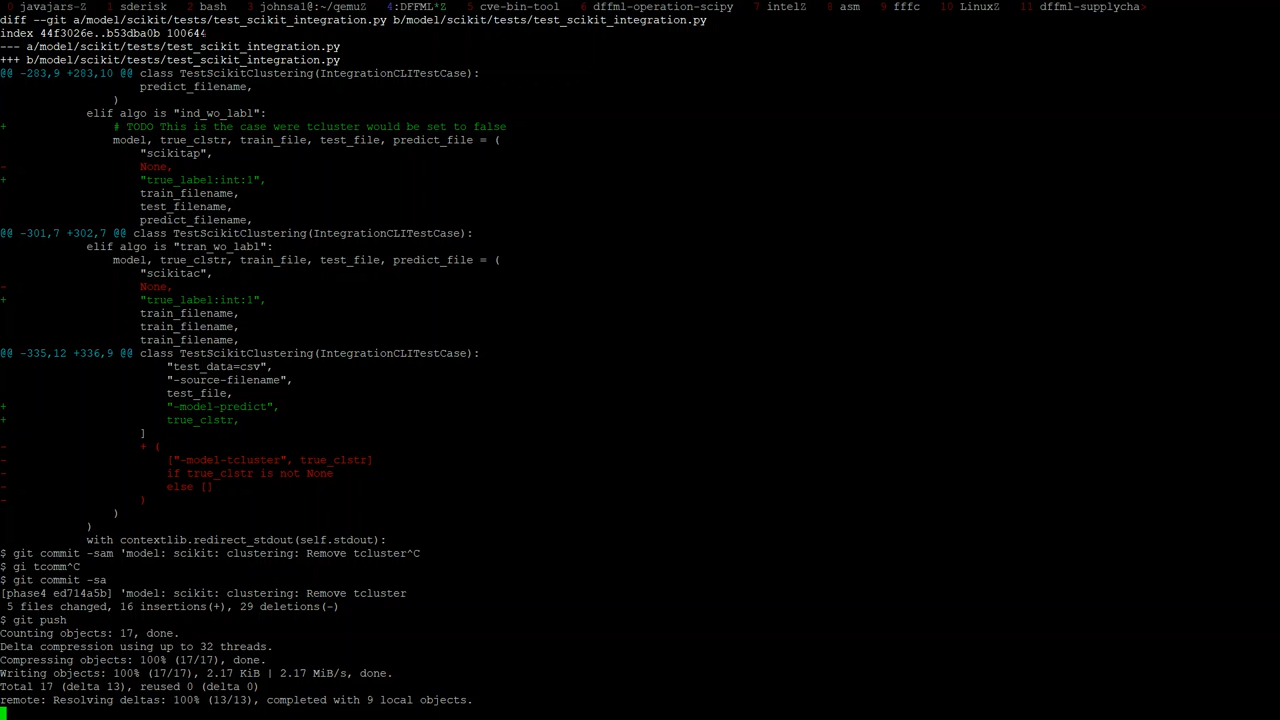 0 javajars-Z  1 sderisk  2 bash  3 johnsa1@:~/qemuZ  4:DFFML*Z  5 cve-bin-tool  6 dffml-operation-scipy  7 intelZ  8 asm  9 fffc  10 LinuxZ  11 dffml-supplycha>
diff --git a/model/scikit/tests/test_scikit_integration.py b/model/scikit/tests/test_scikit_integration.py
index 44f3026e..b53dba0b 100644
--- a/model/scikit/tests/test_scikit_integration.py
+++ b/model/scikit/tests/test_scikit_integration.py
@@ -283,9 +283,10 @@ class TestScikitClustering(IntegrationCLITestCase):
                     predict_filename,
                 )
             elif algo is "ind_wo_labl":
+                # TODO This is the case were tcluster would be set to false
                 model, true_clstr, train_file, test_file, predict_file = (
                     "scikitap",
-                    None,
+                    "true_label:int:1",
                     train_filename,
                     test_filename,
                     predict_filename,
@@ -301,7 +302,7 @@ class TestScikitClustering(IntegrationCLITestCase):
             elif algo is "tran_wo_labl":
                 model, true_clstr, train_file, test_file, predict_file = (
                     "scikitac",
-                    None,
+                    "true_label:int:1",
                     train_filename,
                     train_filename,
                     train_filename,
@@ -335,12 +336,9 @@ class TestScikitClustering(IntegrationCLITestCase):
                         "test_data=csv",
                         "-source-filename",
                         test_file,
+                        "-model-predict",
+                        true_clstr,
                     ]
-                    + (
-                        ["-model-tcluster", true_clstr]
-                        if true_clstr is not None
-                        else []
-                    )
                 )
             )
             with contextlib.redirect_stdout(self.stdout):
$ git commit -sam 'model: scikit: clustering: Remove tcluster^C
$ gi tcomm^C
$ git commit -sa
[phase4 ed714a5b] 'model: scikit: clustering: Remove tcluster
 5 files changed, 16 insertions(+), 29 deletions(-)
$ git push
Counting objects: 17, done.
Delta compression using up to 32 threads.
Compressing objects: 100% (17/17), done.
Writing objects: 100% (17/17), 2.17 KiB | 2.17 MiB/s, done.
Total 17 (delta 13), reused 0 (delta 0)
remote: Resolving deltas: 100% (13/13), completed with 9 local objects.